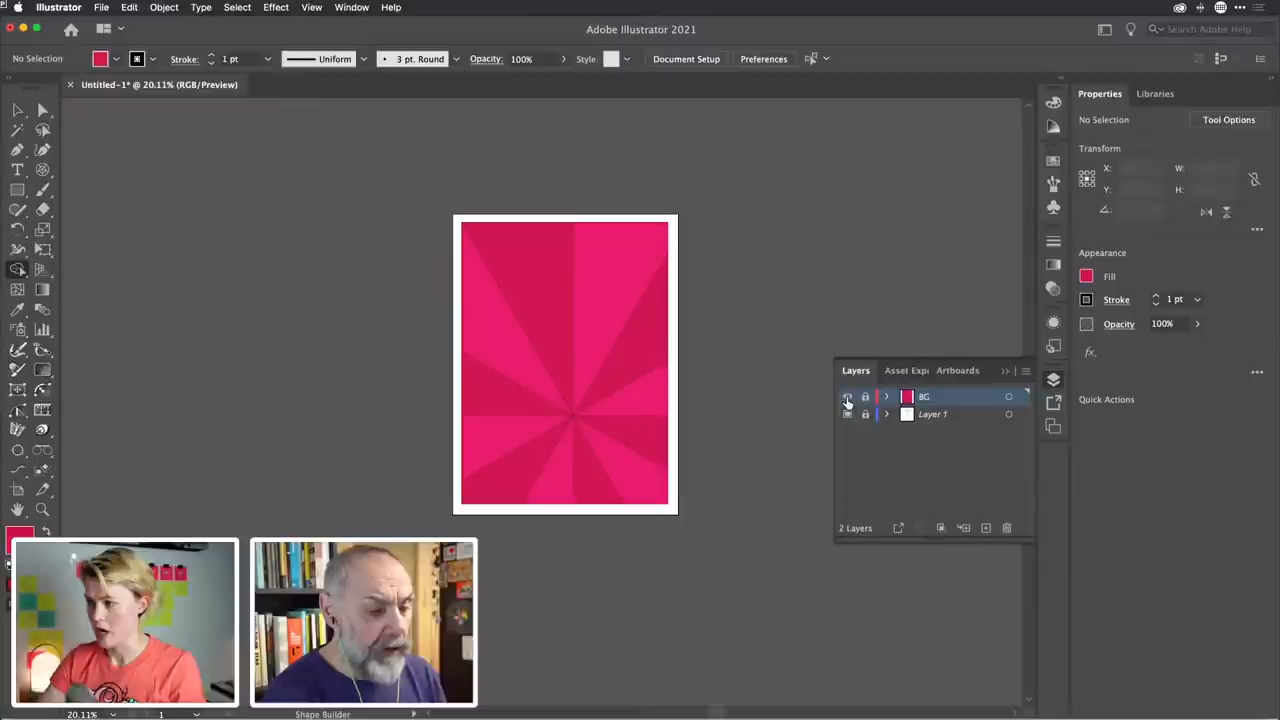 Illustrator File Edit Object Type Select Effect View Window Help
Adobe Illustrator 2021
Search Adobe Help
No Selection Stroke: 1 pt Uniform 3 pt. Round Opacity: 100% Style Document Setup Preferences
Untitled-1* @ 20.11% (RGB/Preview)
Properties Libraries
No Selection Tool Options
Transform
X: W:
Y: H:
Appearance
Fill
Stroke 1 pt
Opacity 100%
fx.
Quick Actions
Layers Asset Expo Artboards
BG
Layer 1
2 Layers
20.11% 1 Shape Builder